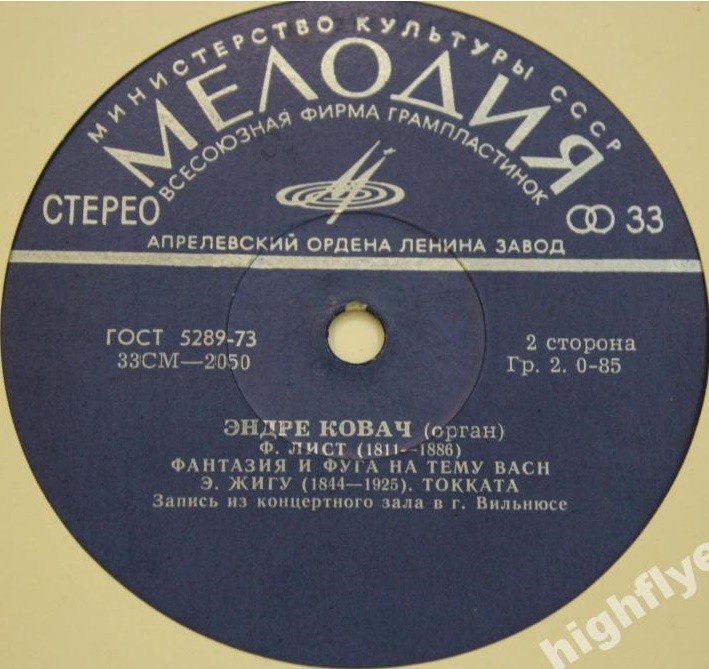 МИНИСТЕРСТВО КУЛЬТУРЫ СССР
МЕЛОДИЯ
ВСЕСОЮЗНАЯ ФИРМА ГРАМПЛАСТИНОК
СТЕРЕО
33
АПРЕЛЕВСКИЙ ОРДЕНА ЛЕНИНА ЗАВОД
ГОСТ 5289-73
33СМ—2050
2 сторона
Гр. 2. 0-85
ЭНДРЕ КОВАЧ (орган)
Ф. ЛИСТ (1811—1886)
ФАНТАЗИЯ И ФУГА НА ТЕМУ BACH
Э. ЖИГУ (1844—1925). ТОККАТА
Запись из концертного зала в г. Вильнюсе
highflye